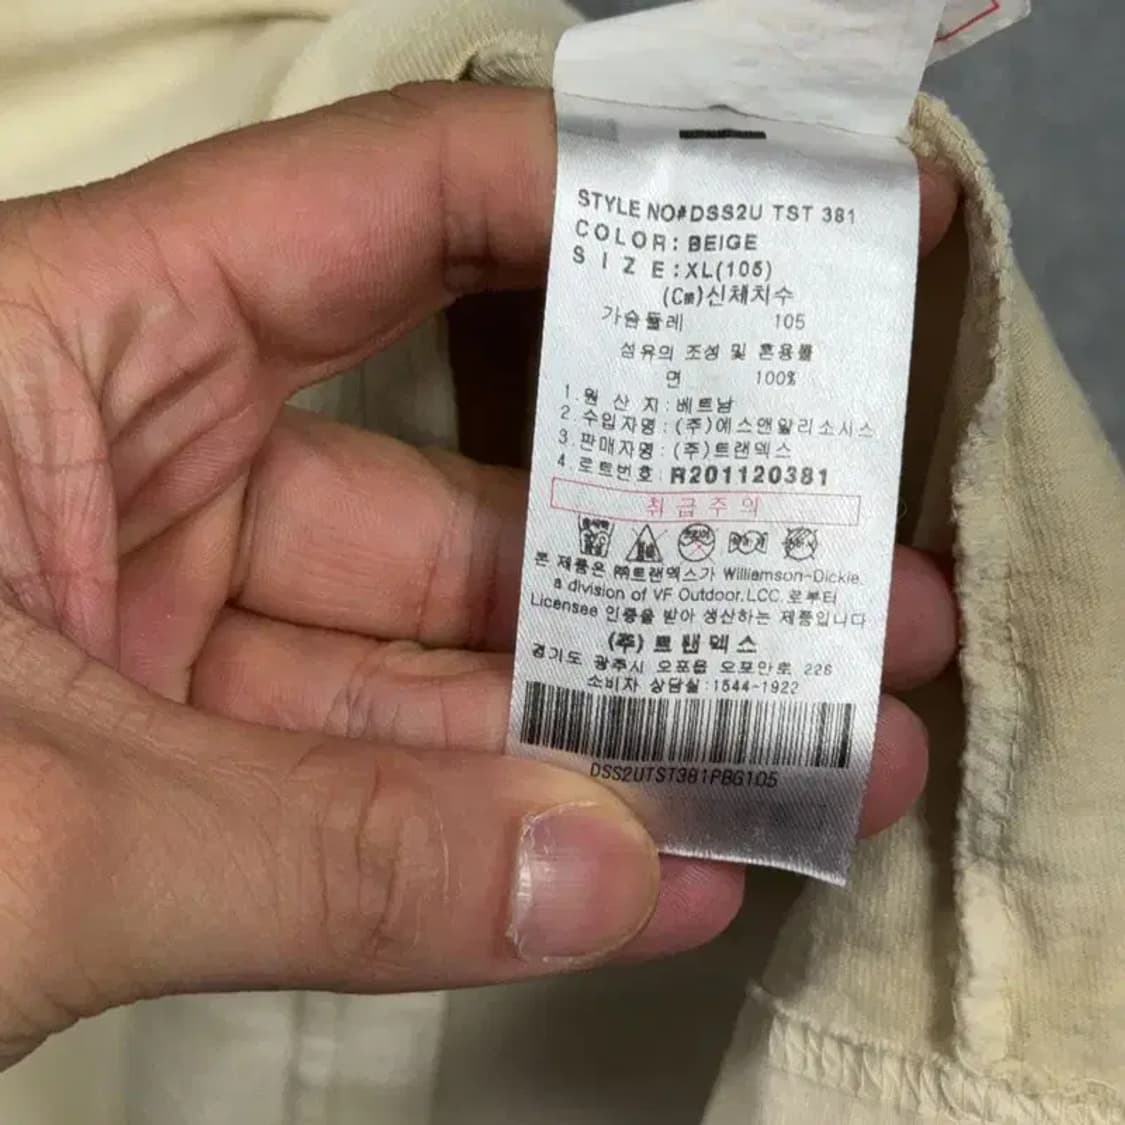 STYLE NO#DSS2U TST 381
COLOR: BEIGE
SIZE:XL(105)
(Cm)신체치수
가슴둘레 105
섬유의 조성 및 혼용률
면 100%
1.원 산 지:베트남
2.수입자명:(주)에스앤알리소시스
3.판매자명:(주)트랜멕스
4.로트번호:R201120381
취급주의
본 제품은 ㈜트랜멕스가 Williamson-Dickie.
a division of VF Outdoor.LCC.로부터
Licensee 인증을 받아 생산하는 제품입니다
(주)트랜멕스
경기도 광주시 오포읍 오포안로 226
소비자 상담실:1544-1922
DSS2UTST381PBG105